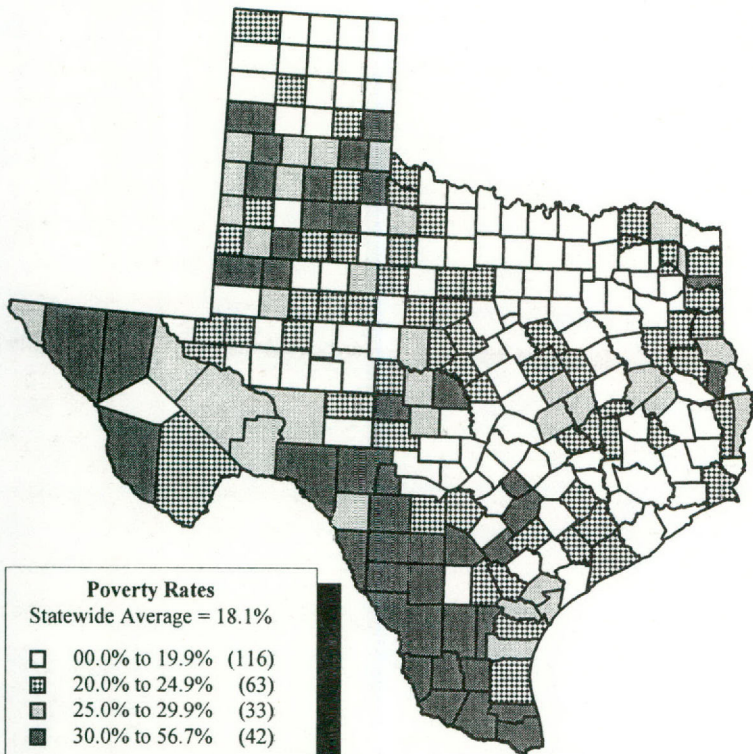 Poverty Rates
Statewide Average = 18.1%
00.0% to 19.9% (116)
20.0% to 24.9% (63)
25.0% to 29.9% (33)
30.0% to 56.7% (42)